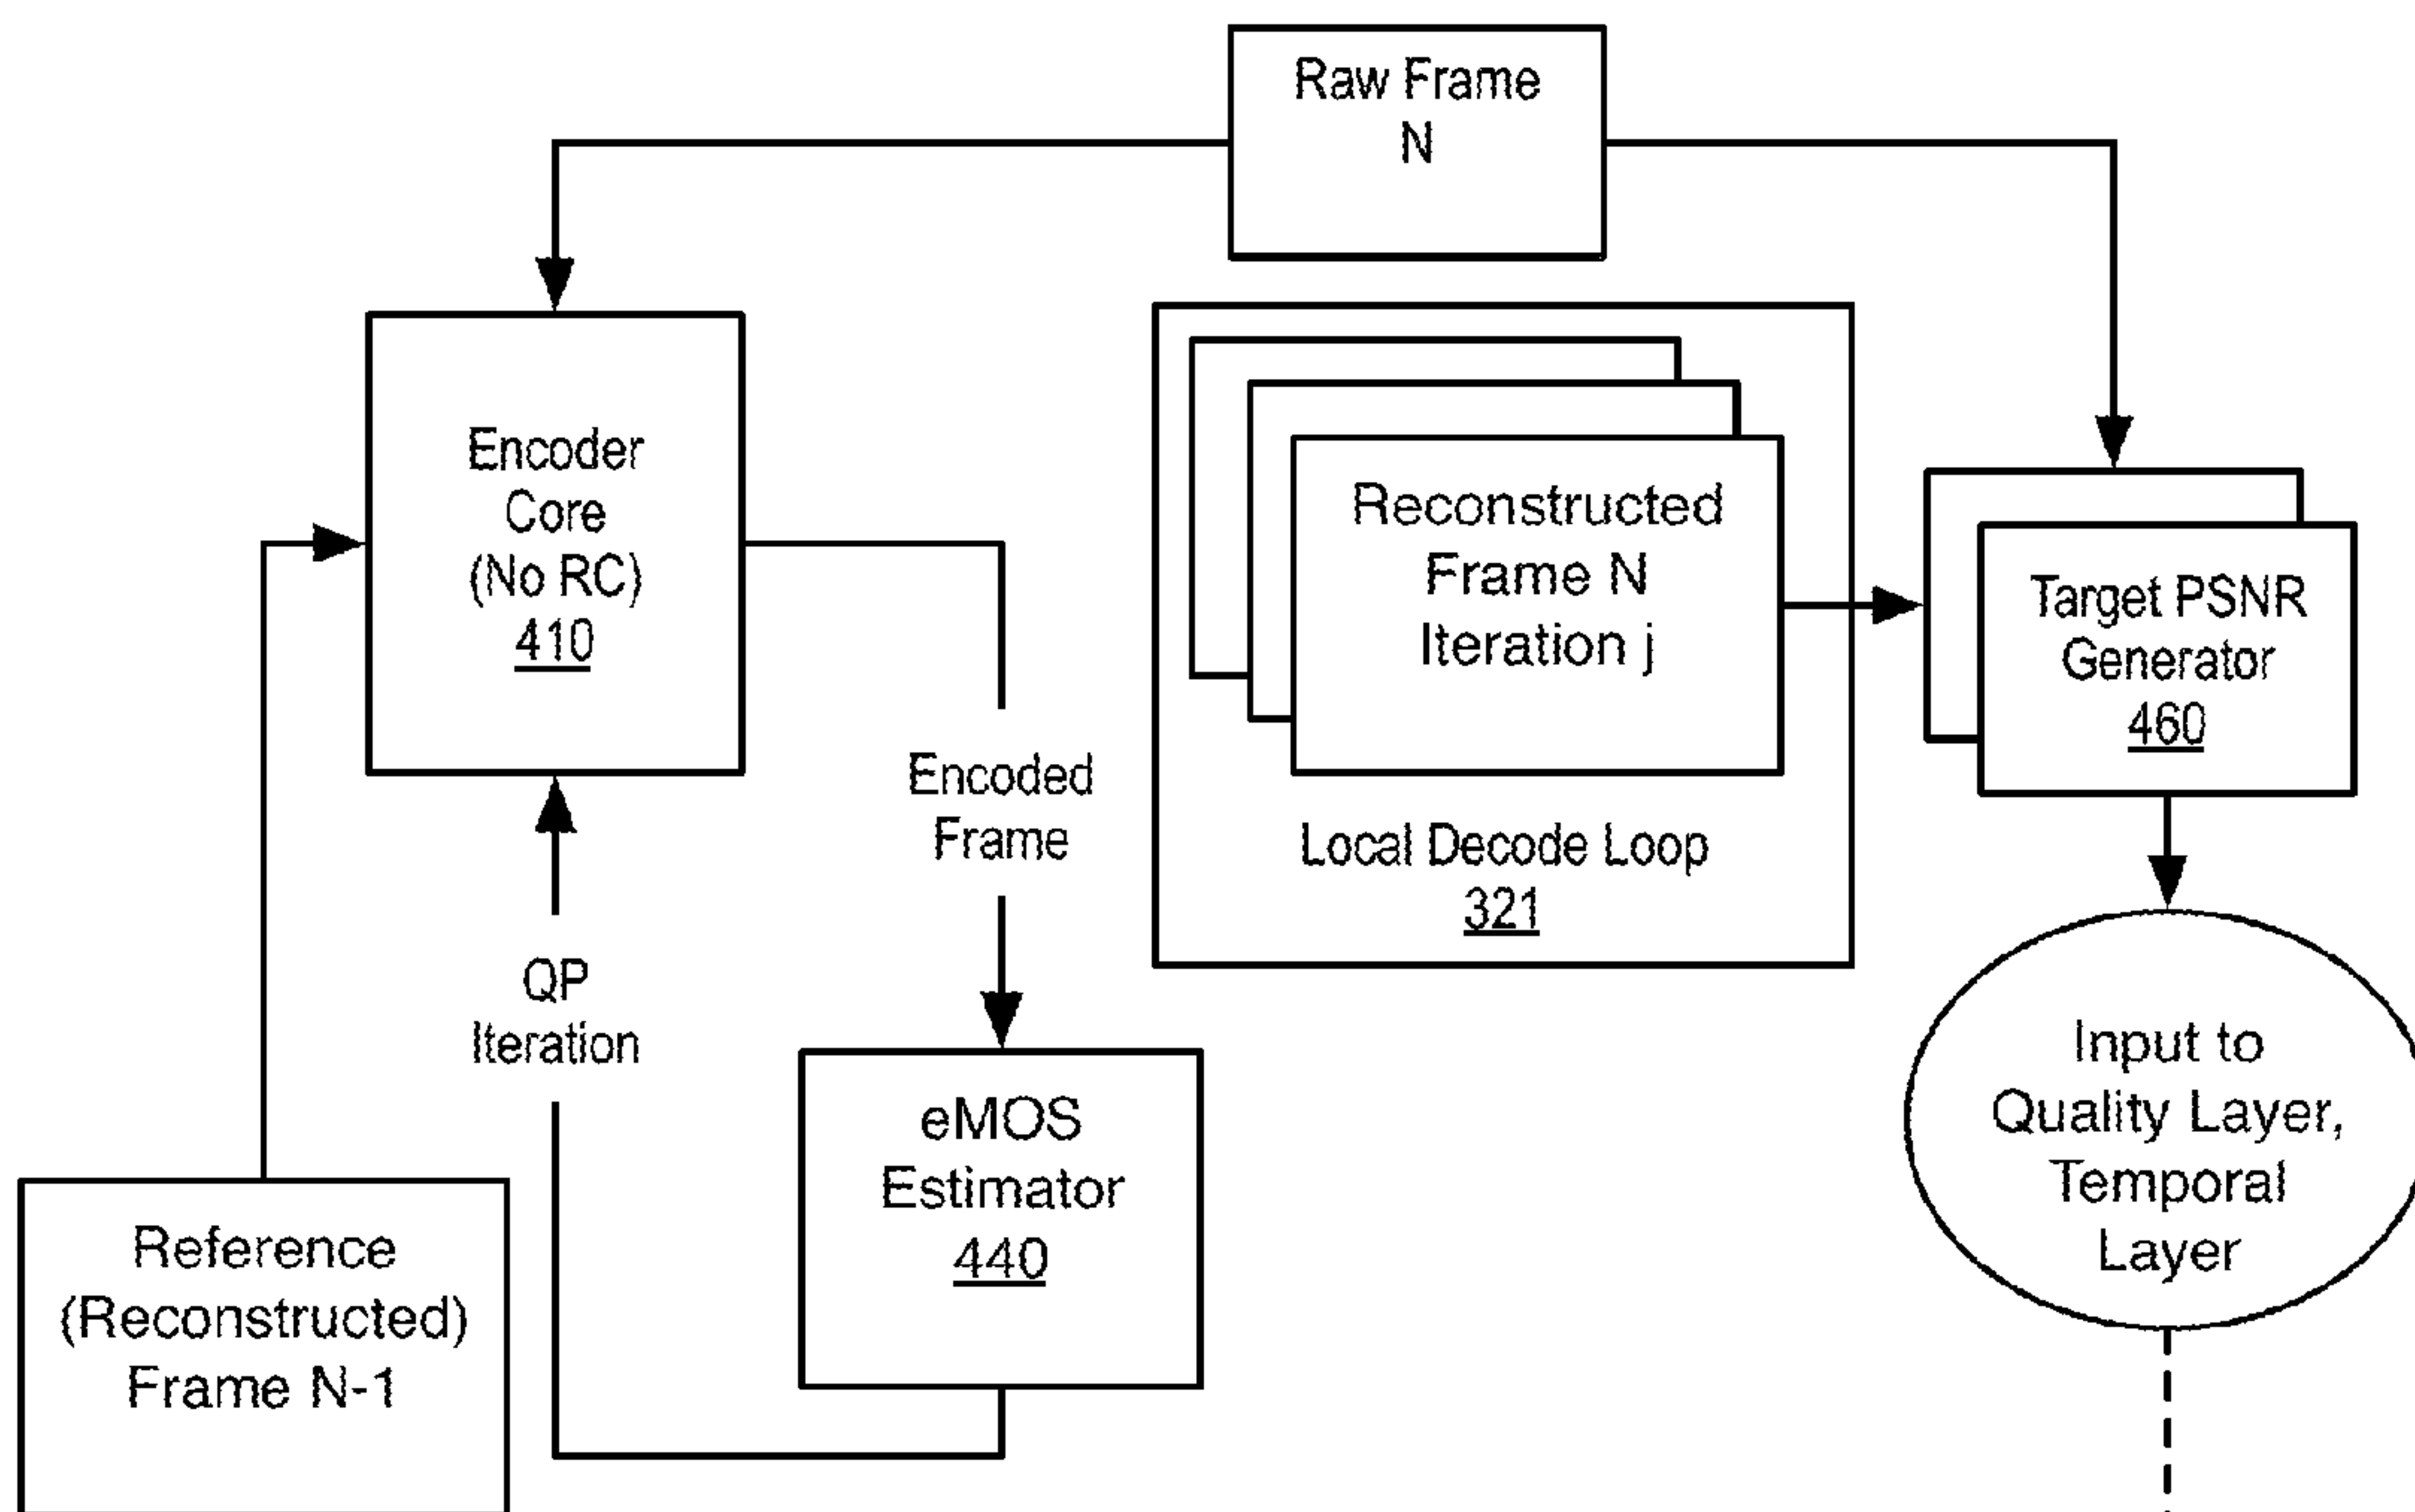 Raw Frame
N
Encoder
Core
(No RC)
410
Reconstructed
Frame N
Iteration j
Local Decode Loop
321
Target PSNR
Generator
460
Encoded
Frame
QP
Iteration
eMOS
Estimator
440
Reference
(Reconstructed)
Frame N-1
Input to
Quality Layer,
Temporal
Layer